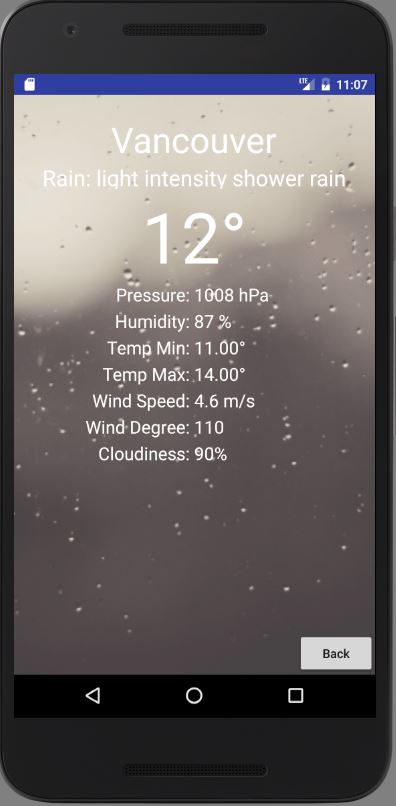 LTE 11:07
Vancouver
Rain: light intensity shower rain
12°
Pressure: 1008 hPa
Humidity: 87 %
Temp Min: 11.00°
Temp Max: 14.00°
Wind Speed: 4.6 m/s
Wind Degree: 110
Cloudiness: 90%
Back